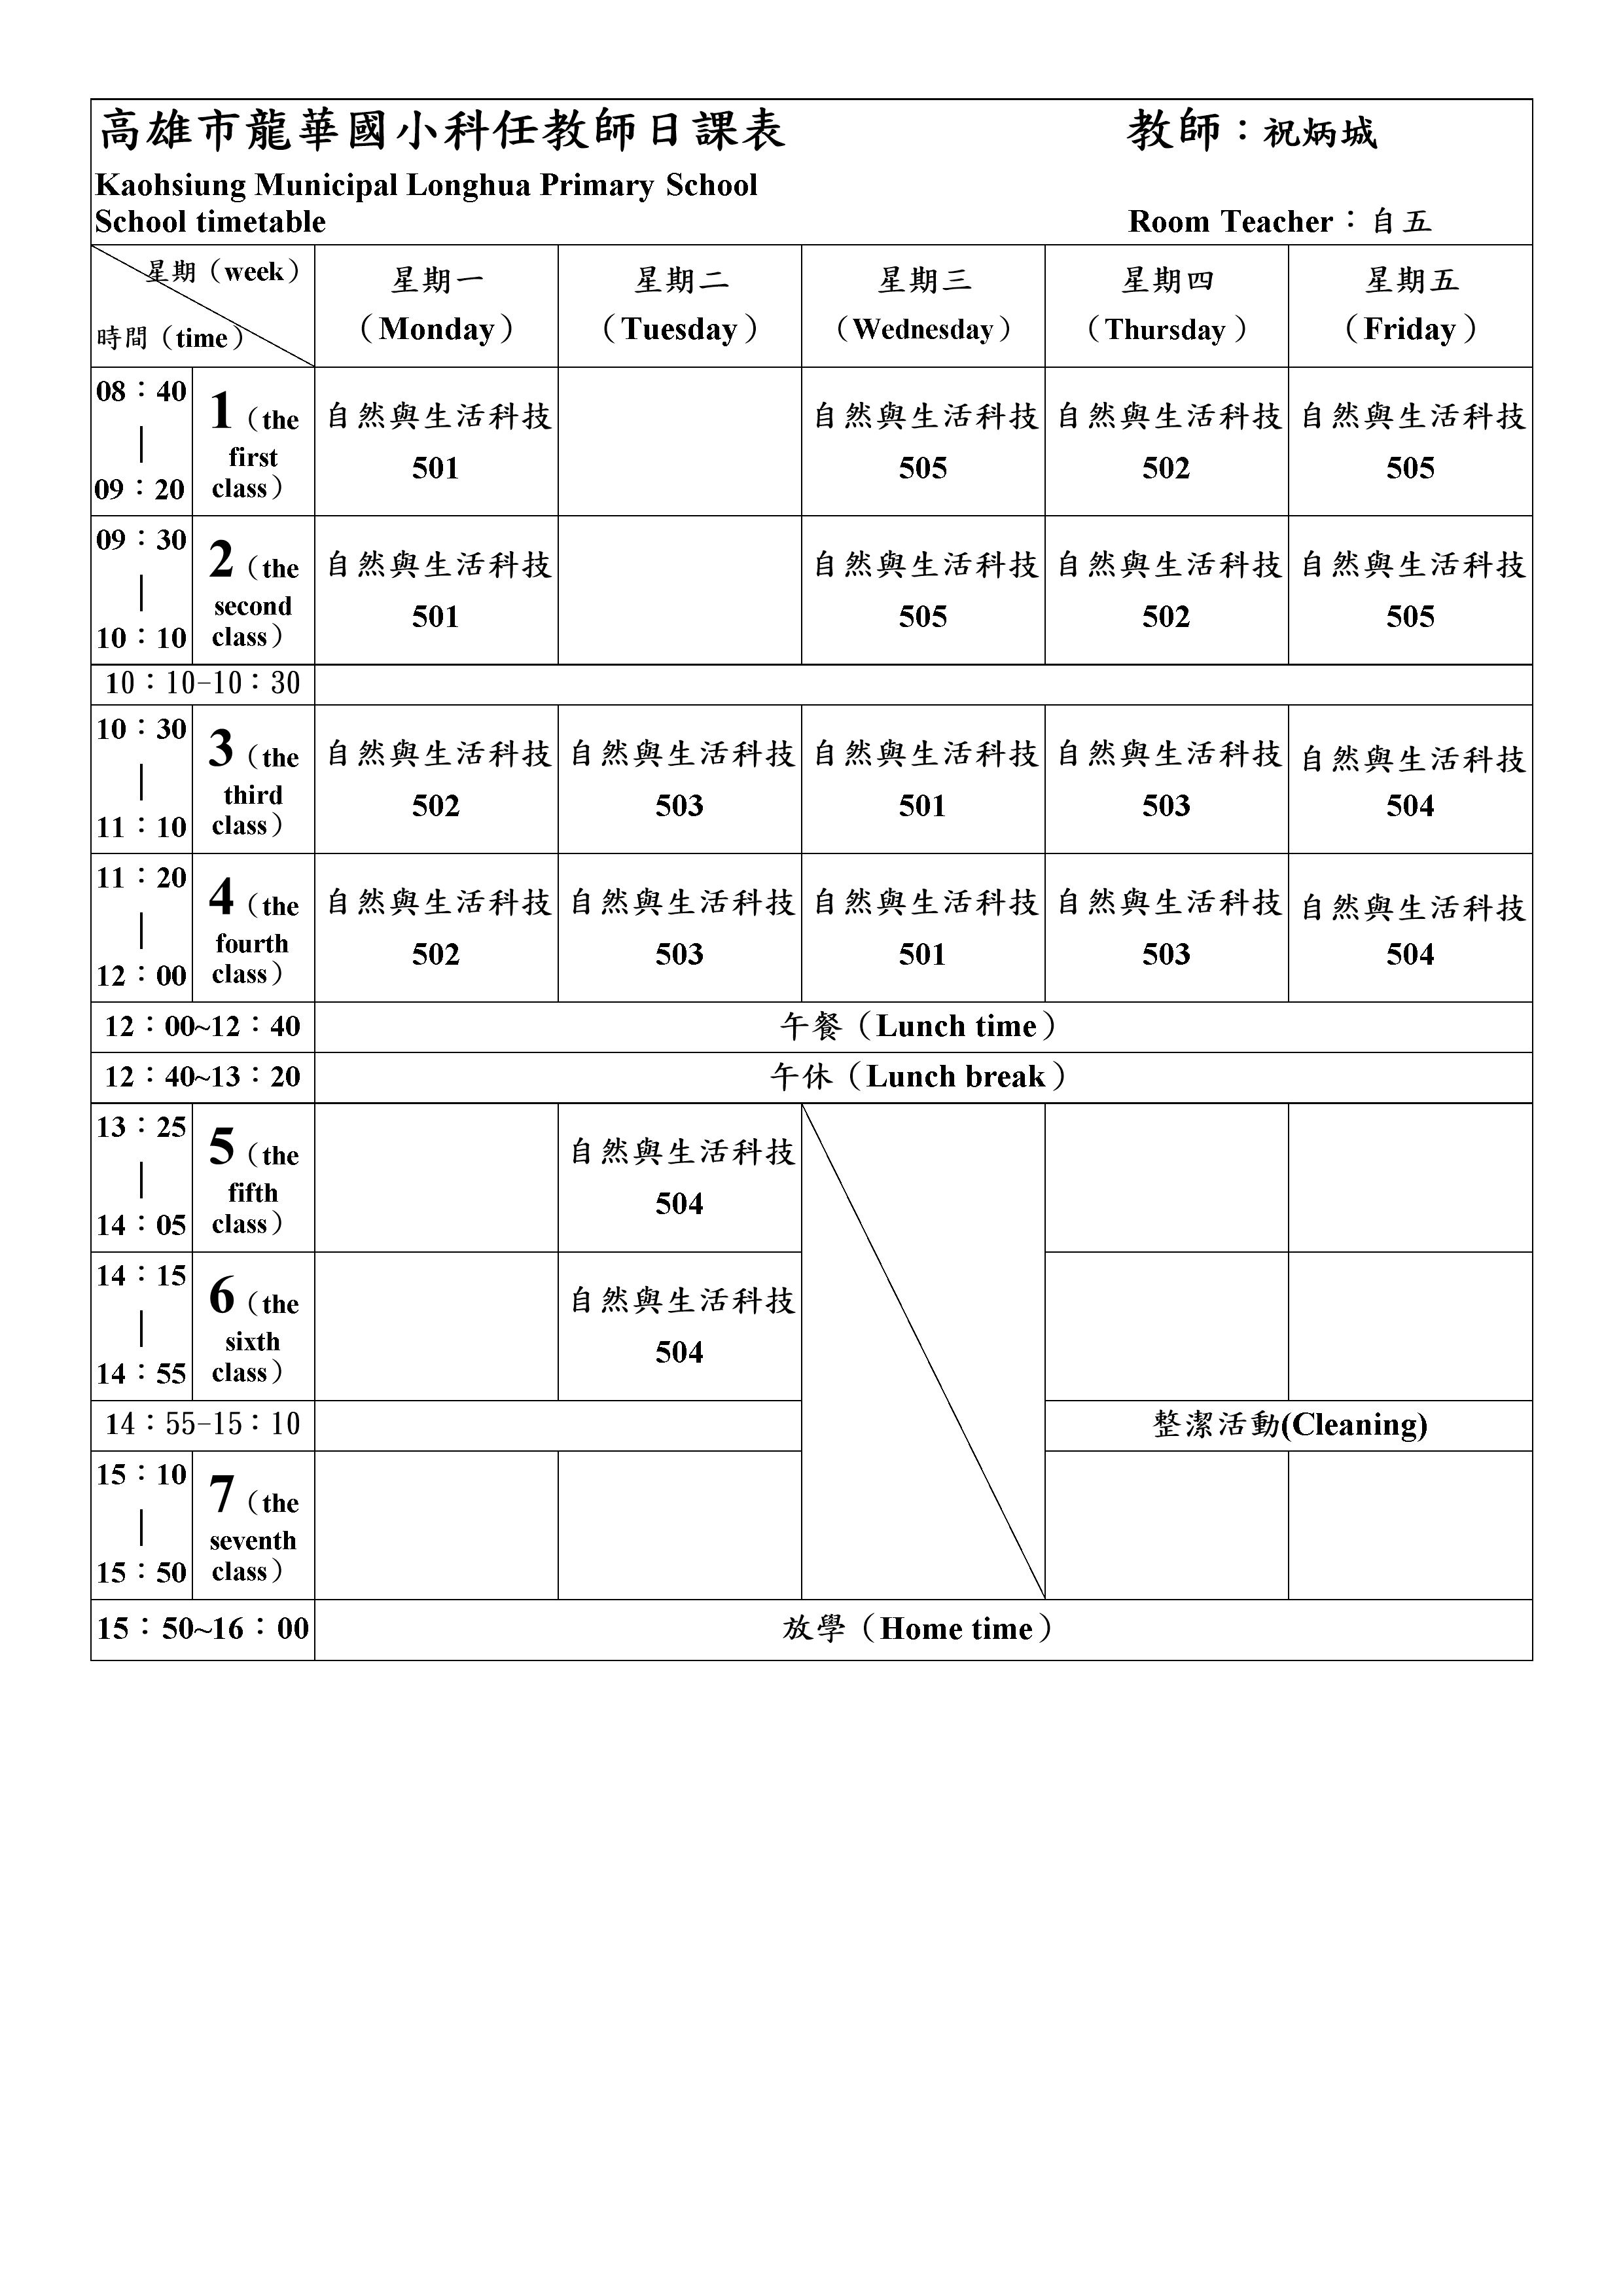 高雄市龍華國小科任教師日課表 教師：祝炳城
Kaohsiung Municipal Longhua Primary School
School timetable Room Teacher：自五
星期（week）
時間（time）
星期一 星期二 星期三 星期四 星期五
（Monday） （Tuesday） （Wednesday） （Thursday） （Friday）
08：40
｜
09：20
1（the
first
class）
自然與生活科技 自然與生活科技 自然與生活科技 自然與生活科技
501 505 502 505
09：30
｜
10：10
2（the
second
class）
自然與生活科技 自然與生活科技 自然與生活科技 自然與生活科技
501 505 502 505
10：10-10：30
10：30
｜
11：10
3（the
third
class）
自然與生活科技 自然與生活科技 自然與生活科技 自然與生活科技 自然與生活科技
502 503 501 503 504
11：20
｜
12：00
4（the
fourth
class）
自然與生活科技 自然與生活科技 自然與生活科技 自然與生活科技 自然與生活科技
502 503 501 503 504
12：00~12：40 午餐（Lunch time）
12：40~13：20 午休（Lunch break）
13：25
｜
14：05
5（the
fifth
class）
自然與生活科技
504
14：15
｜
14：55
6（the
sixth
class）
自然與生活科技
504
14：55-15：10 整潔活動(Cleaning)
15：10
｜
15：50
7（the
seventh
class）
15：50~16：00 放學（Home time）